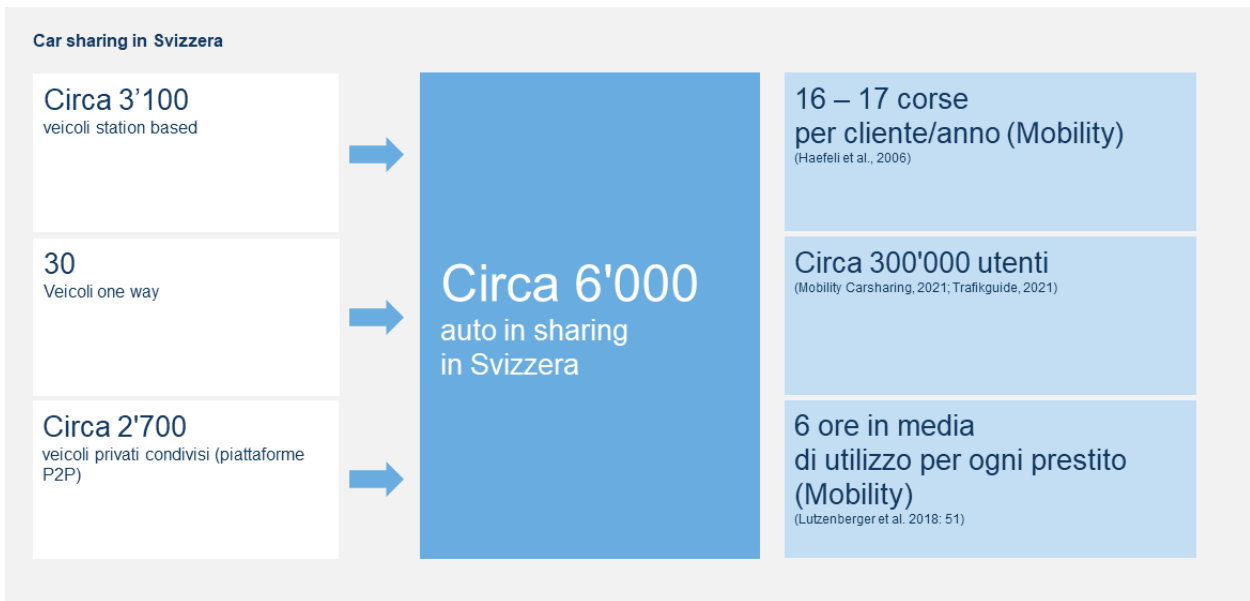 Car sharing in Svizzera
Circa 3’100
veicoli station based
30
Veicoli one way
Circa 2'700
veicoli privati condivisi (piattaforme
P2P)
Circa 6'000
auto in sharing
in Svizzera
16 – 17 corse
per cliente/anno (Mobility)
(Haefeli et al., 2006)
Circa 300'000 utenti
(Mobility Carsharing, 2021; Trafikguide, 2021)
6 ore in media
di utilizzo per ogni prestito
(Mobility)
(Lutzenberger et al. 2018: 51)